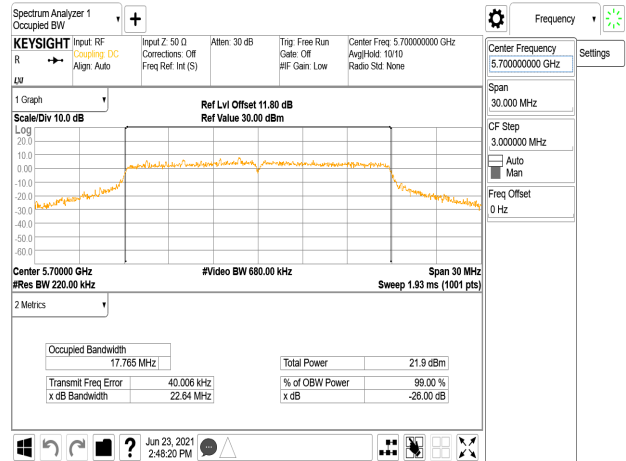 Spectrum Analyzer 1
Occupied BW
Frequency
KEYSIGHT
R
LXI
Input: RF
Coupling: DC
Align: Auto
Input Z: 50 Ω
Corrections: Off
Freq Ref: Int (S)
Atten: 30 dB
Trig: Free Run
Gate: Off
#IF Gain: Low
Center Freq: 5.700000000 GHz
Avg|Hold: 10/10
Radio Std: None
Center Frequency
5.700000000 GHz
Settings
Span
30.000 MHz
CF Step
3.000000 MHz
Auto
Man
Freq Offset
0 Hz
1 Graph
Scale/Div 10.0 dB
Ref Lvl Offset 11.80 dB
Ref Value 30.00 dBm
Log
20.0
10.0
0.00
-10.0
-20.0
-30.0
-40.0
-50.0
-60.0
Center 5.70000 GHz
#Video BW 680.00 kHz
Span 30 MHz
#Res BW 220.00 kHz
Sweep 1.93 ms (1001 pts)
2 Metrics
Occupied Bandwidth
17.765 MHz
Total Power 21.9 dBm
Transmit Freq Error 40.006 kHz
% of OBW Power 99.00 %
x dB Bandwidth 22.64 MHz
x dB -26.00 dB
?
Jun 23, 2021
2:48:20 PM